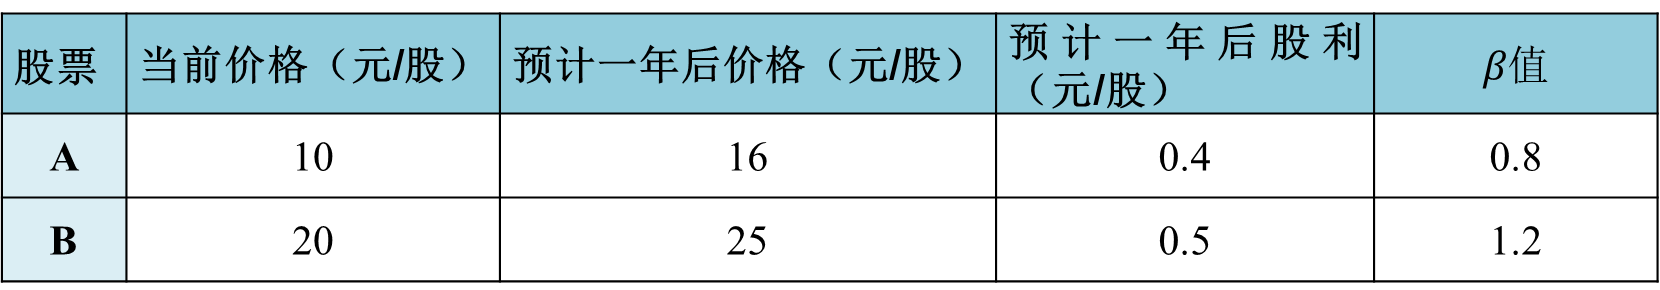 股票 当前价格（元/股） 预计一年后价格（元/股） 预计一年后股利
（元/股） β值
A 10 16 0.4 0.8
B 20 25 0.5 1.2